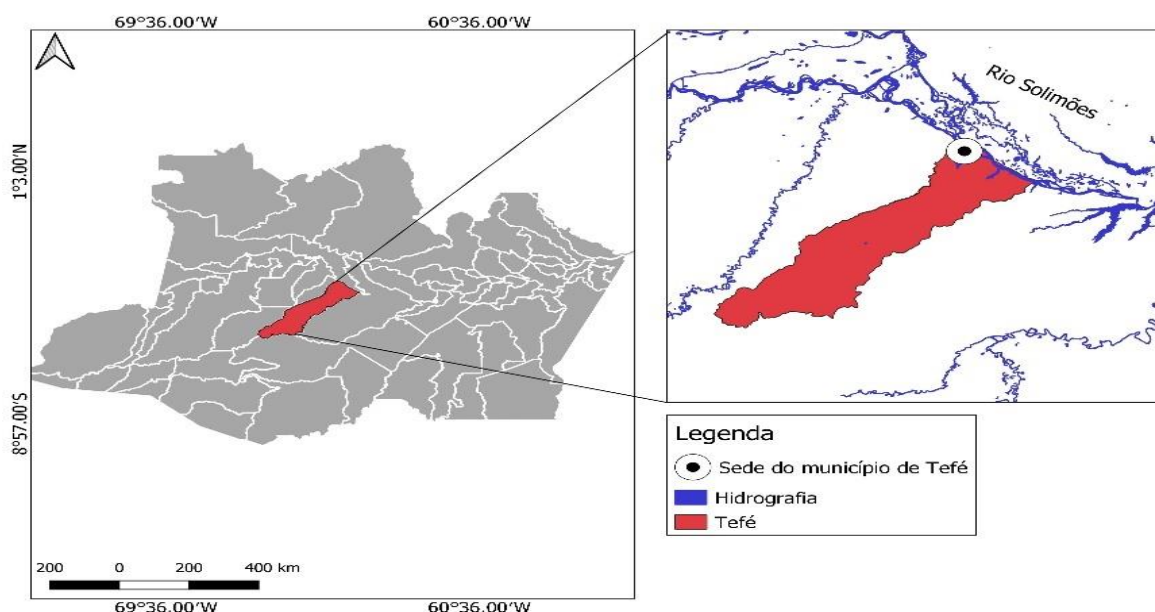 69°36.00'W 60°36.00'W
1°3.00'N
8°57.00'S
Rio Solimões
Legenda
Sede do município de Tefé
Hidrografia
Tefé
200 0 200 400 km
69°36.00'W 60°36.00'W